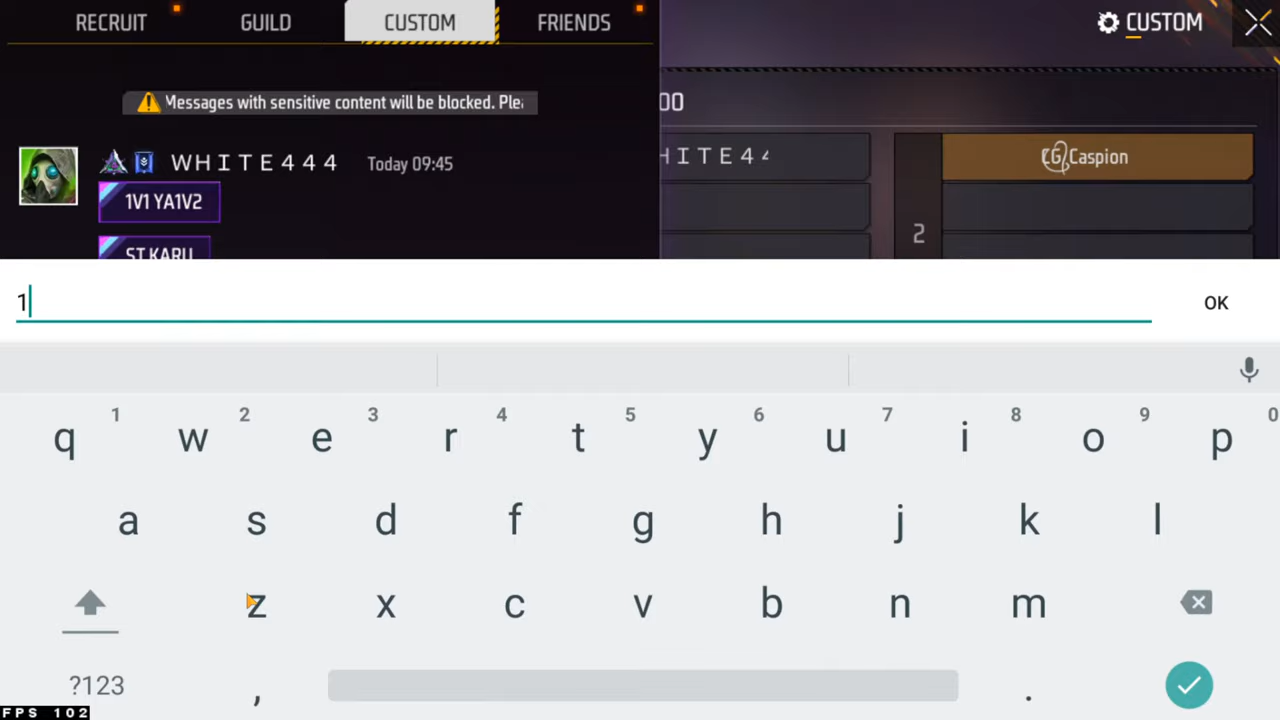 RECRUIT GUILD CUSTOM FRIENDS CUSTOM
Messages with sensitive content will be blocked.
00
WHITE444 Today 09:45
1V1 YA1V2
ST KARU
HITE44
Caspion
2
1
OK
1 2 3 4 5 6 7 8 9 0
q w e r t y u i o p
a s d f g h j k l
z x c v b n m
?123 , .
FPS 102